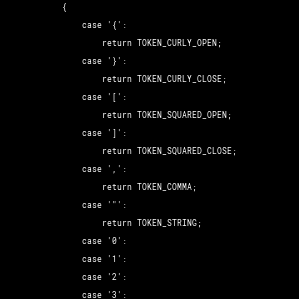 {
case '{':
return TOKEN_CURLY_OPEN;
case '}':
return TOKEN_CURLY_CLOSE;
case '[':
return TOKEN_SQUARED_OPEN;
case ']':
return TOKEN_SQUARED_CLOSE;
case ',':
return TOKEN_COMMA;
case '"':
return TOKEN_STRING;
case '0':
case '1':
case '2':
case '3':